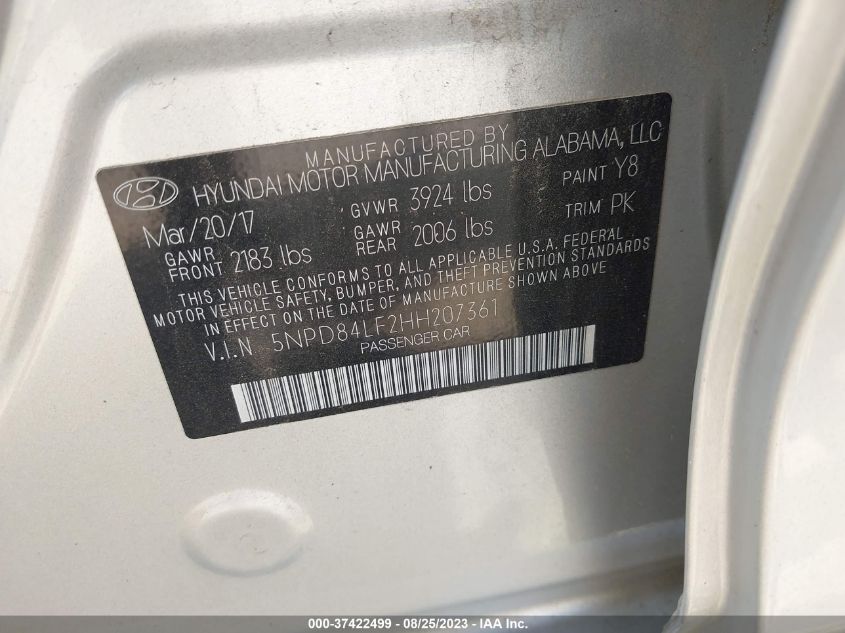 MANUFACTURED BY
HYUNDAI MOTOR MANUFACTURING ALABAMA, LLC
Mar/20/17 GVWR 3924 lbs PAINT Y8
GAWR FRONT 2183 lbs GAWR REAR 2006 lbs TRIM PK
THIS VEHICLE CONFORMS TO ALL APPLICABLE U.S.A. FEDERAL
MOTOR VEHICLE SAFETY, BUMPER, AND THEFT PREVENTION STANDARDS
IN EFFECT ON THE DATE OF MANUFACTURE SHOWN ABOVE
V.I.N 5NPD84LF2HH207361
PASSENGER CAR
000-37422499 - 08/25/2023 - IAA Inc.